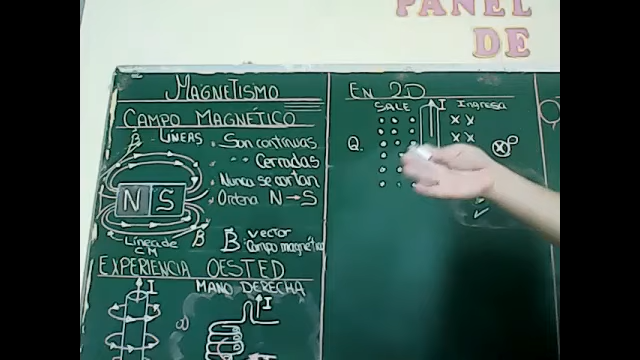 PANEL
DE
MAGNETISMO
CAMPO MAGNÉTICO
B LÍNEAS
• Son continuas
• " " Cerradas
• Nunca se cortan
• Ordena N → S
N S
Línea de
CM
B
B vector
Campo magnético
EXPERIENCIA OESTED
I
MANO DERECHA
I
a)
I
EN 2D
SALE I Ingresa
x x
x x
Q.